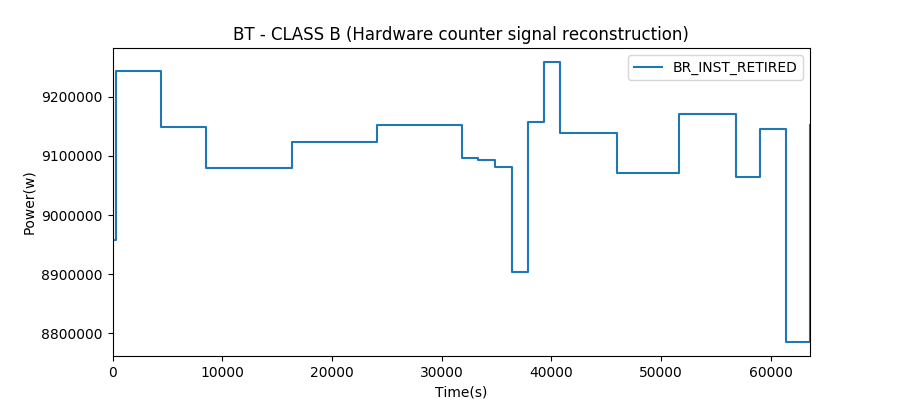 BT - CLASS B (Hardware counter signal reconstruction)
BR_INST_RETIRED
Power(w)
9200000
9100000
9000000
8900000
8800000
0 10000 20000 30000 40000 50000 60000
Time(s)